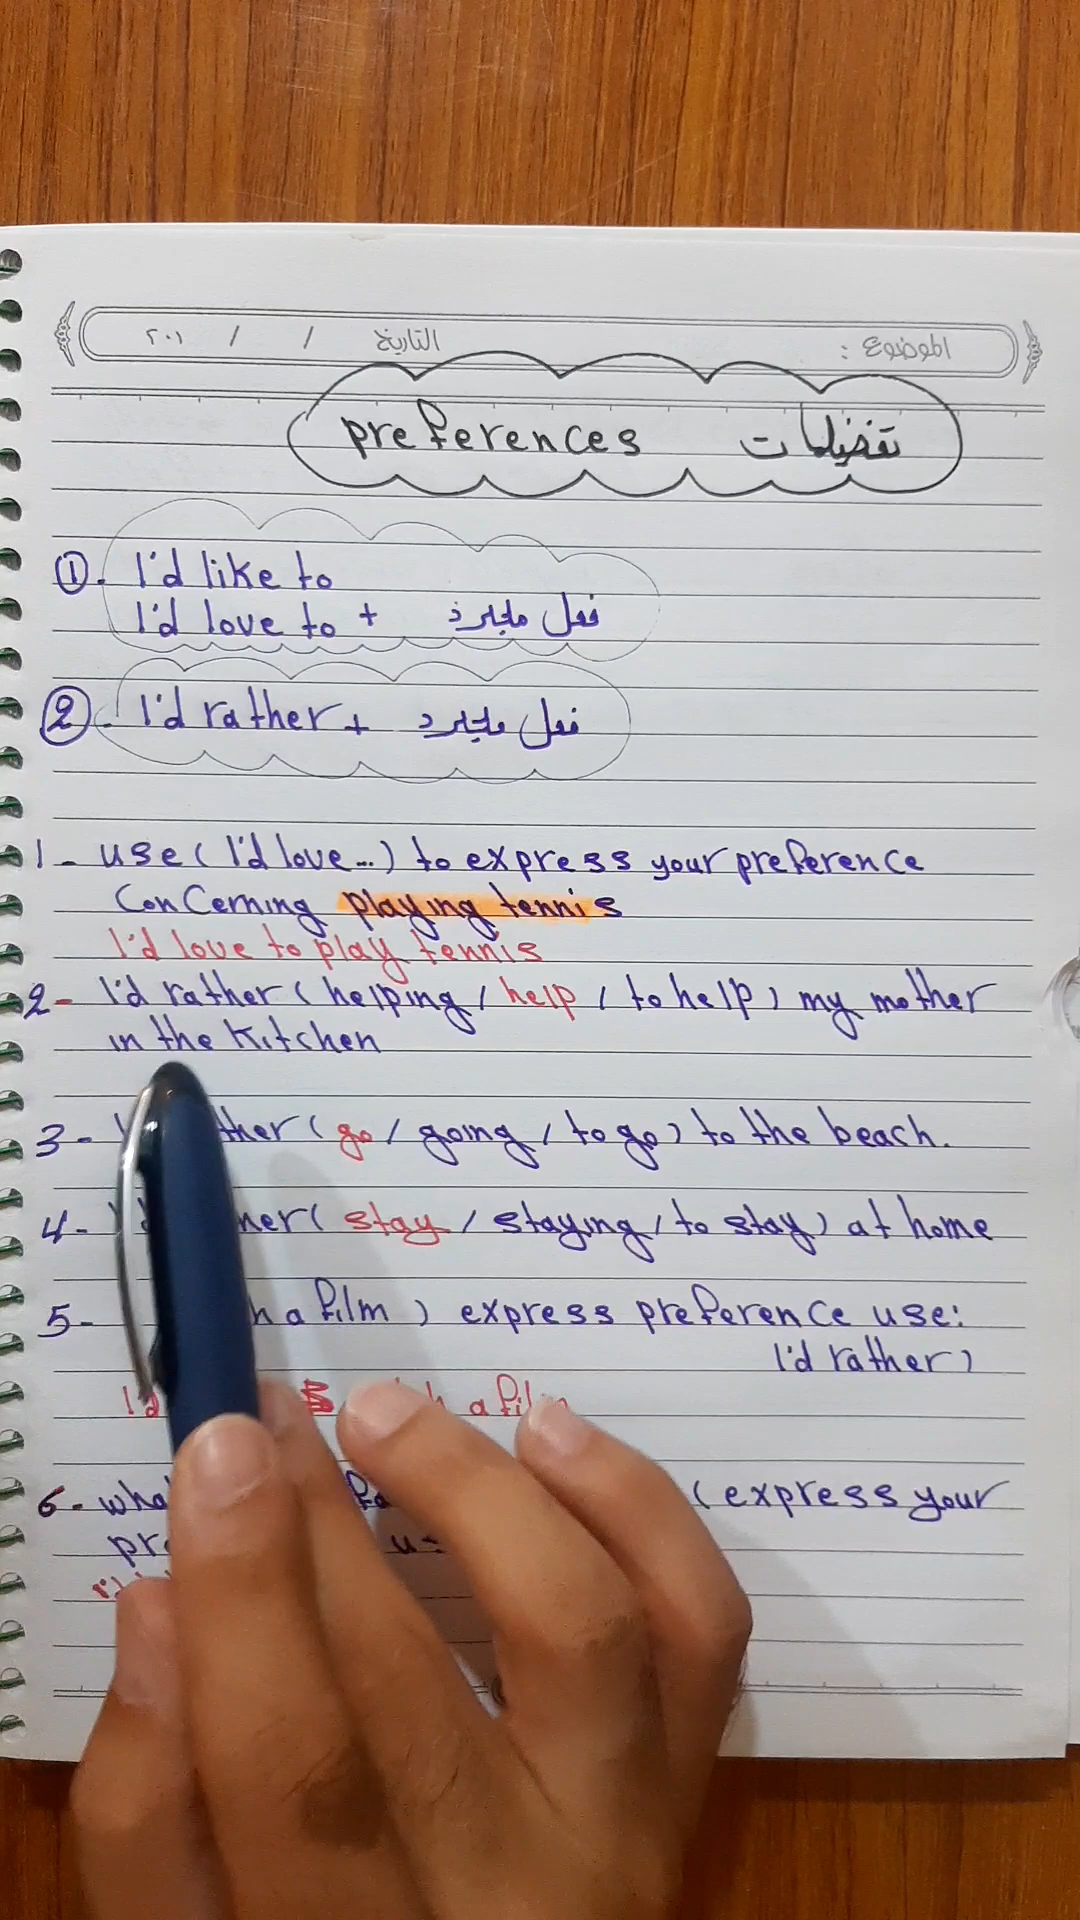 الموضوع : التاريخ / / ٢٠١
preferences تفضيلات
①. I'd like to
I'd love to + فعل مجرد
②. I'd rather + فعل مجرد
1- use (I'd love...) to express your preference
concerning playing tennis
I'd love to play tennis
2- I'd rather (helping / help / to help) my mother
in the kitchen
3- (go / going / to go) to the beach.
4- (stay / staying / to stay) at home
5- a film) express preference use:
I'd rather)
a film
6- (express your